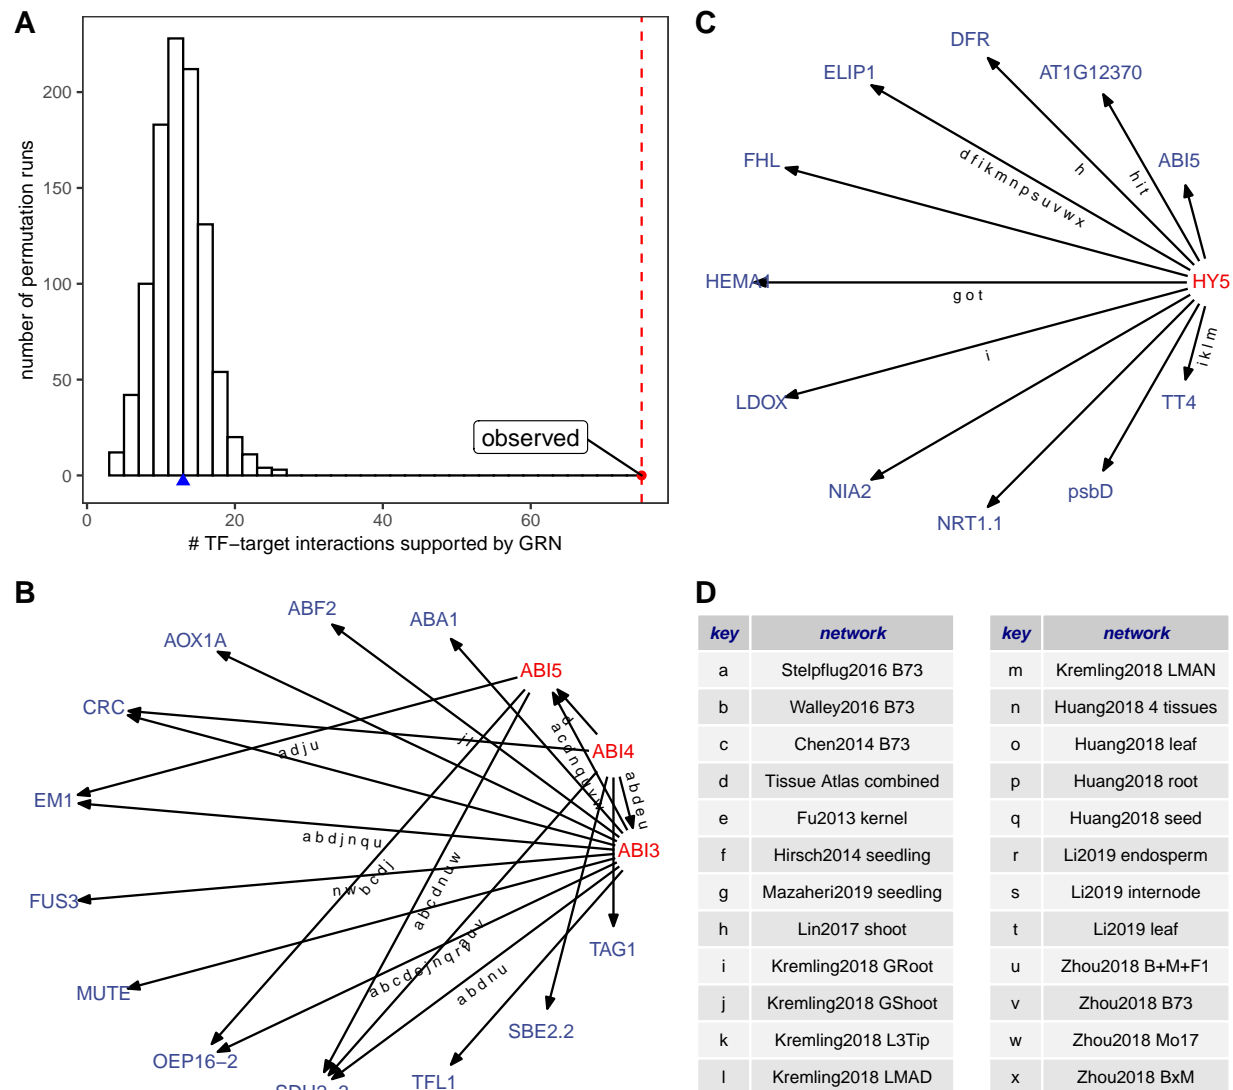 A
number of permutation runs
200
150
100
50
0
observed
0
20
40
60
# TF−target interactions supported by GRN
B
ABF2
ABA1
AOX1A
ABI5
CRC
ABI4
EM1
ABI3
FUS3
TAG1
MUTE
SBE2.2
OEP16−2
TFL1
a d j u
a b d e u
a b d j n q u
n w
b c d j
a b c d n u w
a b d n u
C
DFR
ELIP1
AT1G12370
FHL
ABI5
HEMA1
HY5
LDOX
TT4
NIA2
psbD
NRT1.1
d f i k m n p s u v w x
h
h i t
g o t
i
i k l m
D
key network
a Stelpflug2016 B73
b Walley2016 B73
c Chen2014 B73
d Tissue Atlas combined
e Fu2013 kernel
f Hirsch2014 seedling
g Mazaheri2019 seedling
h Lin2017 shoot
i Kremling2018 GRoot
j Kremling2018 GShoot
k Kremling2018 L3Tip
l Kremling2018 LMAD
key network
m Kremling2018 LMAN
n Huang2018 4 tissues
o Huang2018 leaf
p Huang2018 root
q Huang2018 seed
r Li2019 endosperm
s Li2019 internode
t Li2019 leaf
u Zhou2018 B+M+F1
v Zhou2018 B73
w Zhou2018 Mo17
x Zhou2018 BxM